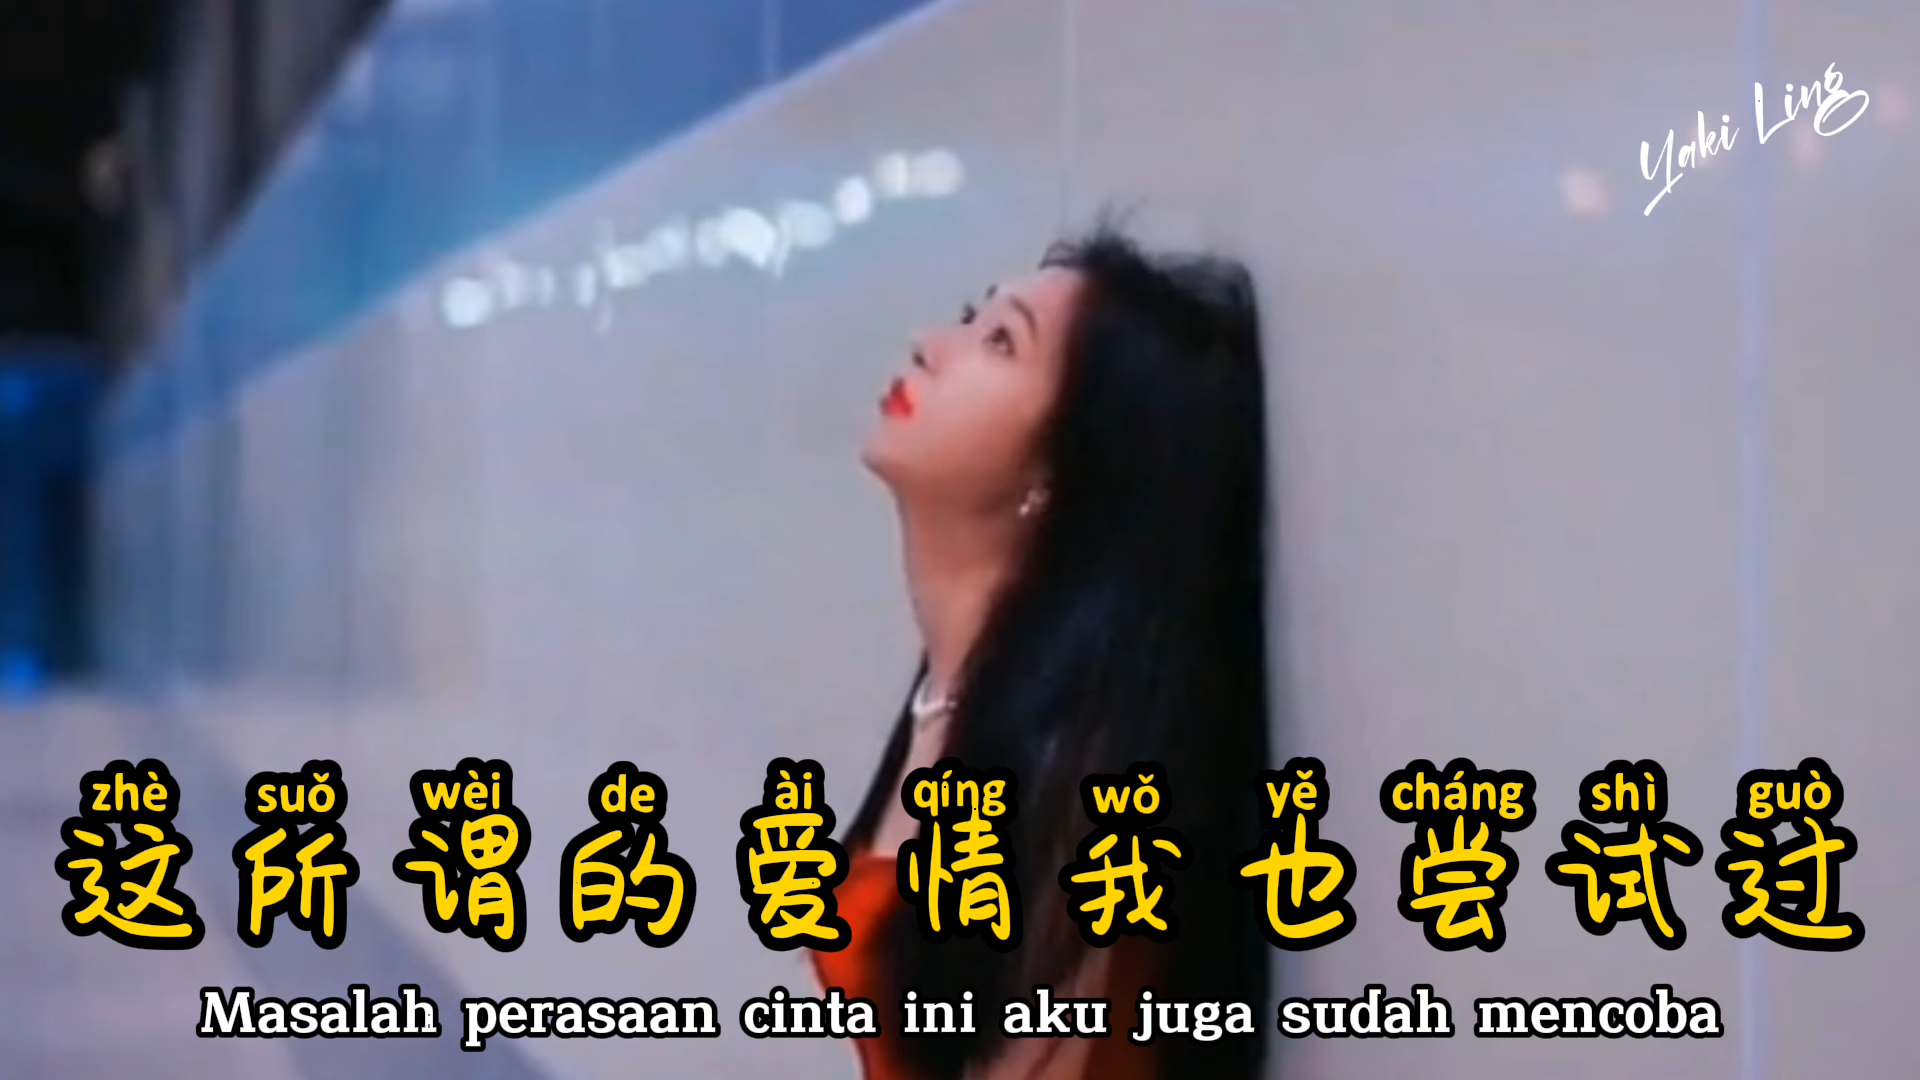 Yaki Ling
zhè suǒ wèi de ài qíng wǒ yě cháng shì guò
这所谓的爱情我也尝试过
Masalah perasaan cinta ini aku juga sudah mencoba